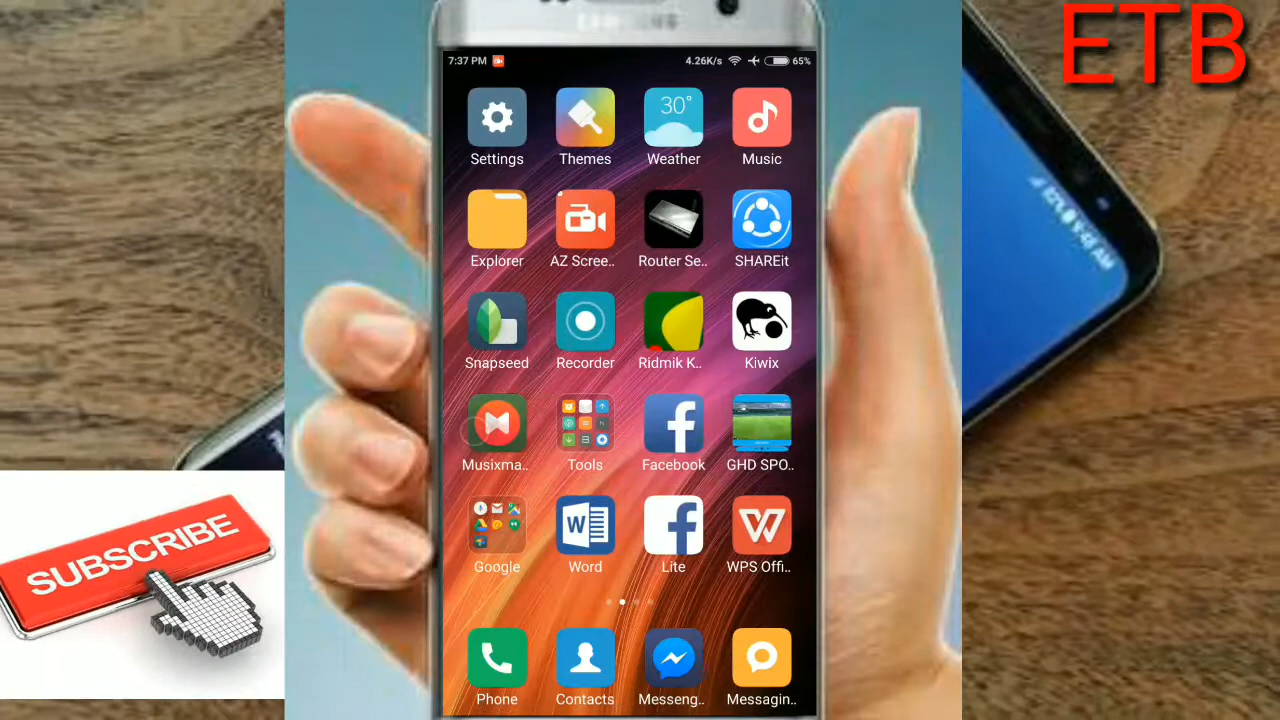 ETB
SAMSUNG
7:37 PM 4.26K/s 65%
30°
Settings Themes Weather Music
Explorer AZ Scree.. Router Se.. SHAREit
Snapseed Recorder Ridmik K.. Kiwix
Musixma.. Tools Facebook GHD SPO..
W
Google Word Lite WPS Offi..
SUBSCRIBE
Phone Contacts Messeng.. Messagin..